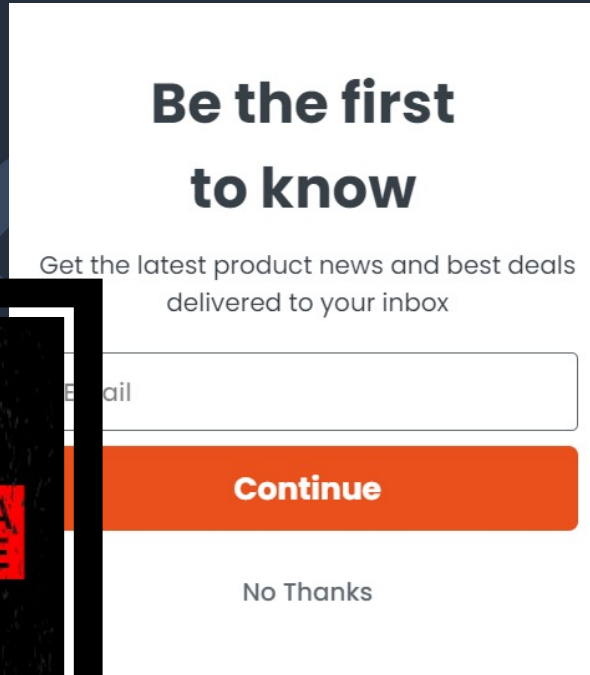 Be the first
to know
Get the latest product news and best deals
delivered to your inbox
Continue
No Thanks